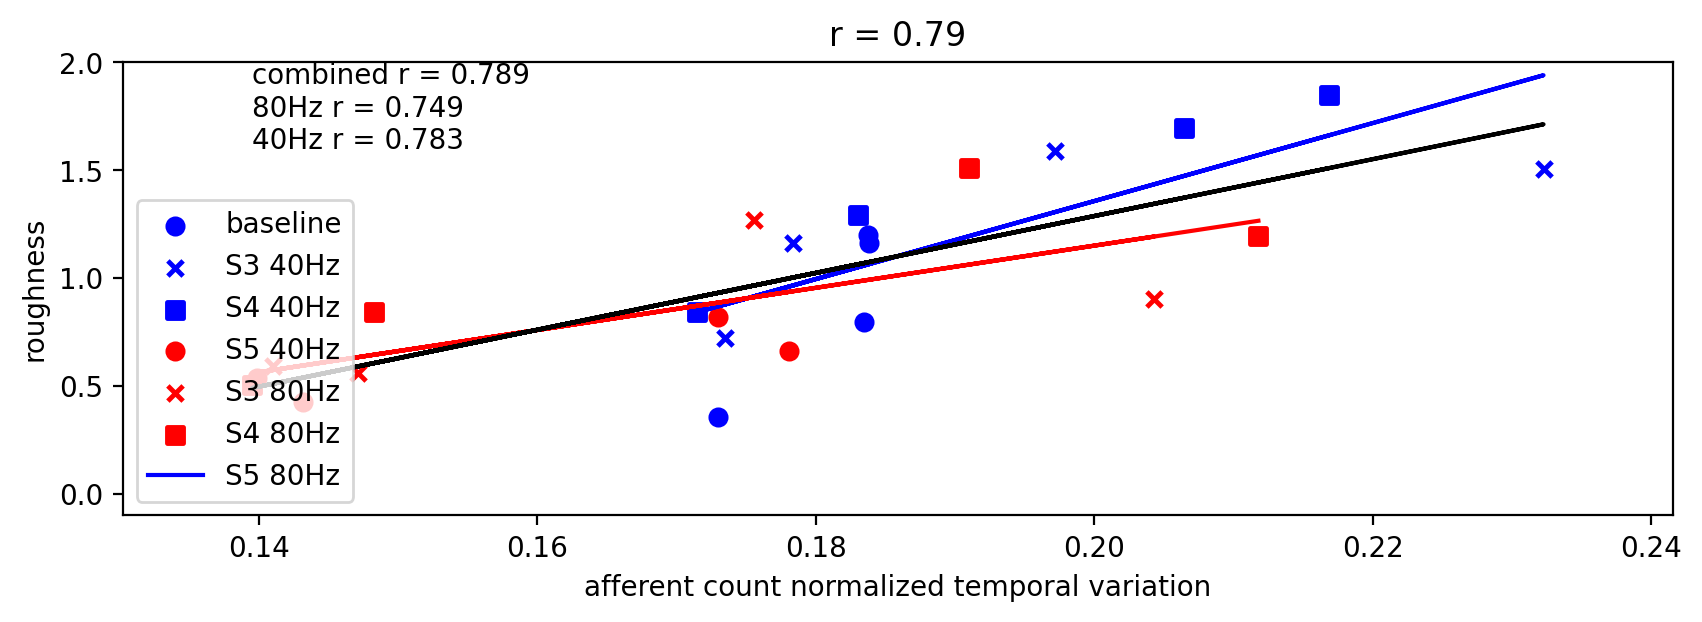 r = 0.79
combined r = 0.789
80Hz r = 0.749
40Hz r = 0.783
2.0
1.5
1.0
0.5
0.0
roughness
baseline
S3 40Hz
S4 40Hz
S5 40Hz
S3 80Hz
S4 80Hz
S5 80Hz
0.14 0.16 0.18 0.20 0.22 0.24
afferent count normalized temporal variation